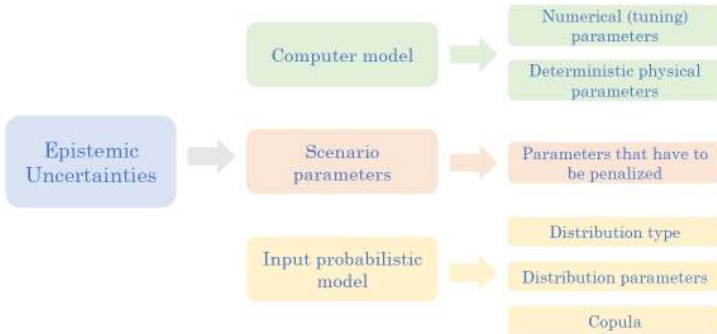 Numerical (tuning)
parameters
Computer model
Deterministic physical
parameters
Epistemic
Uncertainties
Scenario
parameters
Parameters that have to
be penalized
Distribution type
Input probabilistic
model
Distribution parameters
Copula